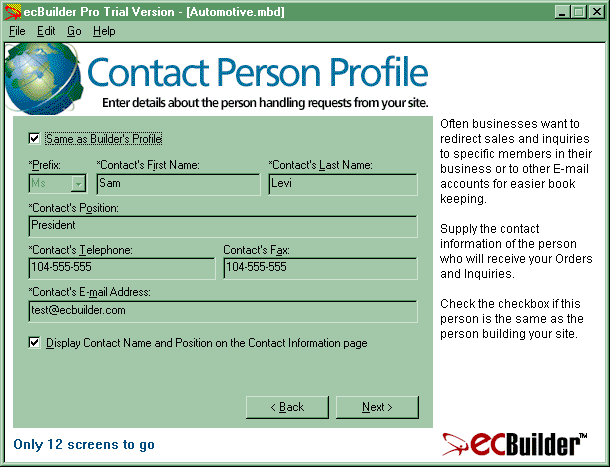 ecBuilder Pro Trial Version - [Automotive.mbd]
File Edit Go Help
Contact Person Profile
Enter details about the person handling requests from your site.
Same as Builder's Profile
*Prefix: *Contact's First Name: *Contact's Last Name:
Ms Sam Levi
*Contact's Position:
President
*Contact's Telephone: Contact's Fax:
104-555-555 104-555-555
*Contact's E-mail Address:
test@ecbuilder.com
Display Contact Name and Position on the Contact Information page
< Back Next >
Only 12 screens to go
Often businesses want to
redirect sales and inquiries
to specific members in their
business or to other E-mail
accounts for easier book
keeping.
Supply the contact
information of the person
who will receive your Orders
and Inquiries.
Check the checkbox if this
person is the same as the
person building your site.
ecBuilder™